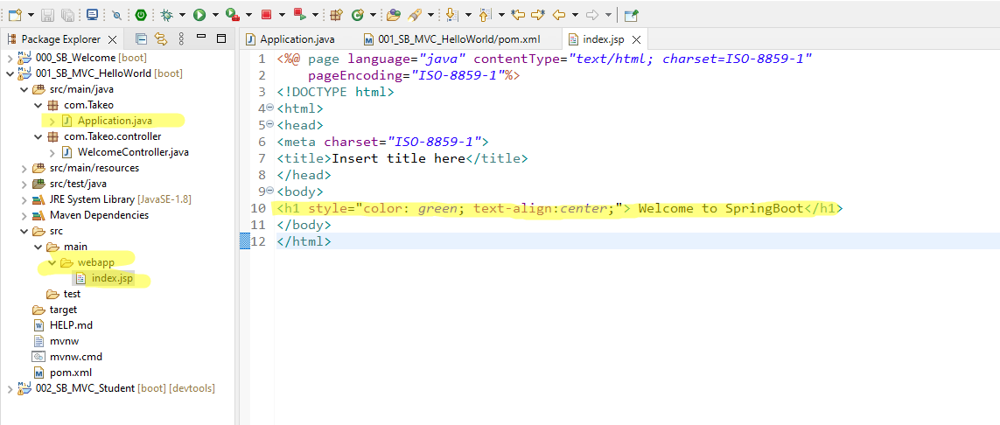 Package Explorer
Application.java
001_SB_MVC_HelloWorld/pom.xml
index.jsp
000_SB_Welcome [boot]
001_SB_MVC_HelloWorld [boot]
src/main/java
com.Takeo
Application.java
com.Takeo.controller
WelcomeController.java
src/main/resources
src/test/java
JRE System Library [JavaSE-1.8]
Maven Dependencies
src
main
webapp
index.jsp
test
target
HELP.md
mvnw
mvnw.cmd
pom.xml
002_SB_MVC_Student [boot] [devtools]
1 <%@ page language="java" contentType="text/html; charset=ISO-8859-1"
2 pageEncoding="ISO-8859-1"%>
3 <!DOCTYPE html>
4 <html>
5 <head>
6 <meta charset="ISO-8859-1">
7 <title>Insert title here</title>
8 </head>
9 <body>
10 <h1 style="color: green; text-align:center;"> Welcome to SpringBoot</h1>
11 </body>
12 </html>